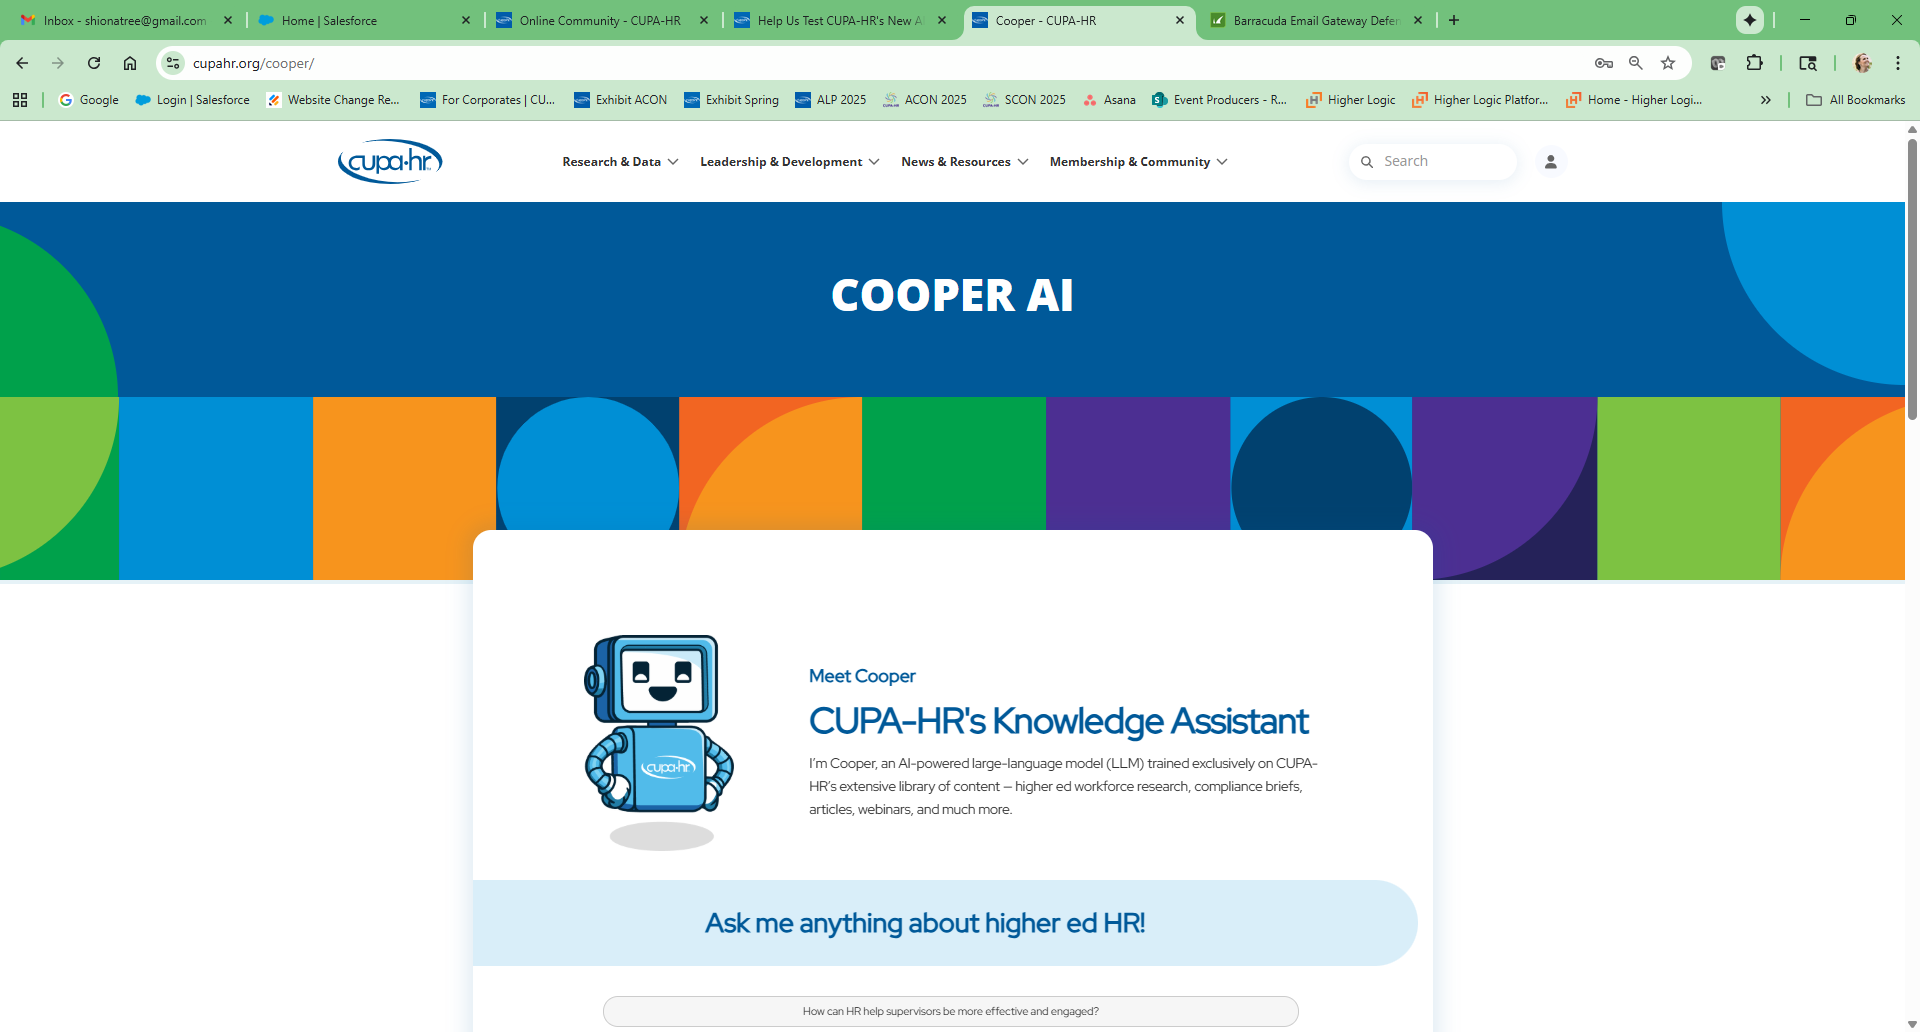 Inbox - shionatree@gmail.com
Home | Salesforce
Online Community - CUPA-HR
Help Us Test CUPA-HR's New A
Cooper - CUPA-HR
Barracuda Email Gateway Defen
cupahr.org/cooper/
Google
Login | Salesforce
Website Change Re...
For Corporates | CU...
Exhibit ACON
Exhibit Spring
ALP 2025
ACON 2025
SCON 2025
Asana
Event Producers - R...
Higher Logic
Higher Logic Platfor...
Home - Higher Logi...
All Bookmarks
cupa-hr
Research & Data
Leadership & Development
News & Resources
Membership & Community
Search
COOPER AI
cupa-hr
Meet Cooper
CUPA-HR's Knowledge Assistant
I'm Cooper, an AI-powered large-language model (LLM) trained exclusively on CUPA-
HR's extensive library of content — higher ed workforce research, compliance briefs,
articles, webinars, and much more.
Ask me anything about higher ed HR!
How can HR help supervisors be more effective and engaged?